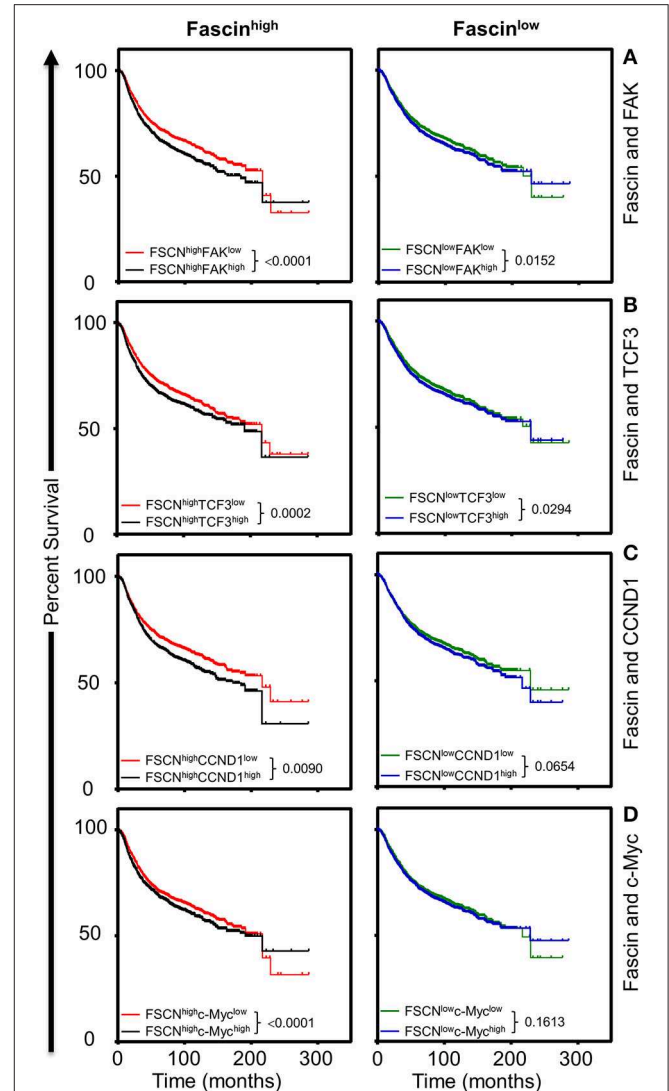 Fascinhigh Fascinlow
A
100
50
0
FSCNhighFAKlow
FSCNhighFAKhigh
<0.0001
FSCNlowFAKlow
FSCNlowFAKhigh
0.0152
Fascin and FAK
B
100
50
0
FSCNhighTCF3low
FSCNhighTCF3high
0.0002
FSCNlowTCF3low
FSCNlowTCF3high
0.0294
Fascin and TCF3
Percent Survival
C
100
50
0
FSCNhighCCND1low
FSCNhighCCND1high
0.0090
FSCNlowCCND1low
FSCNlowCCND1high
0.0654
Fascin and CCND1
D
100
50
0
FSCNhighc-Myclow
FSCNhighc-Mychigh
<0.0001
FSCNlowc-Myclow
FSCNlowc-Mychigh
0.1613
Fascin and c-Myc
0 100 200 300 0 100 200 300
Time (months) Time (months)